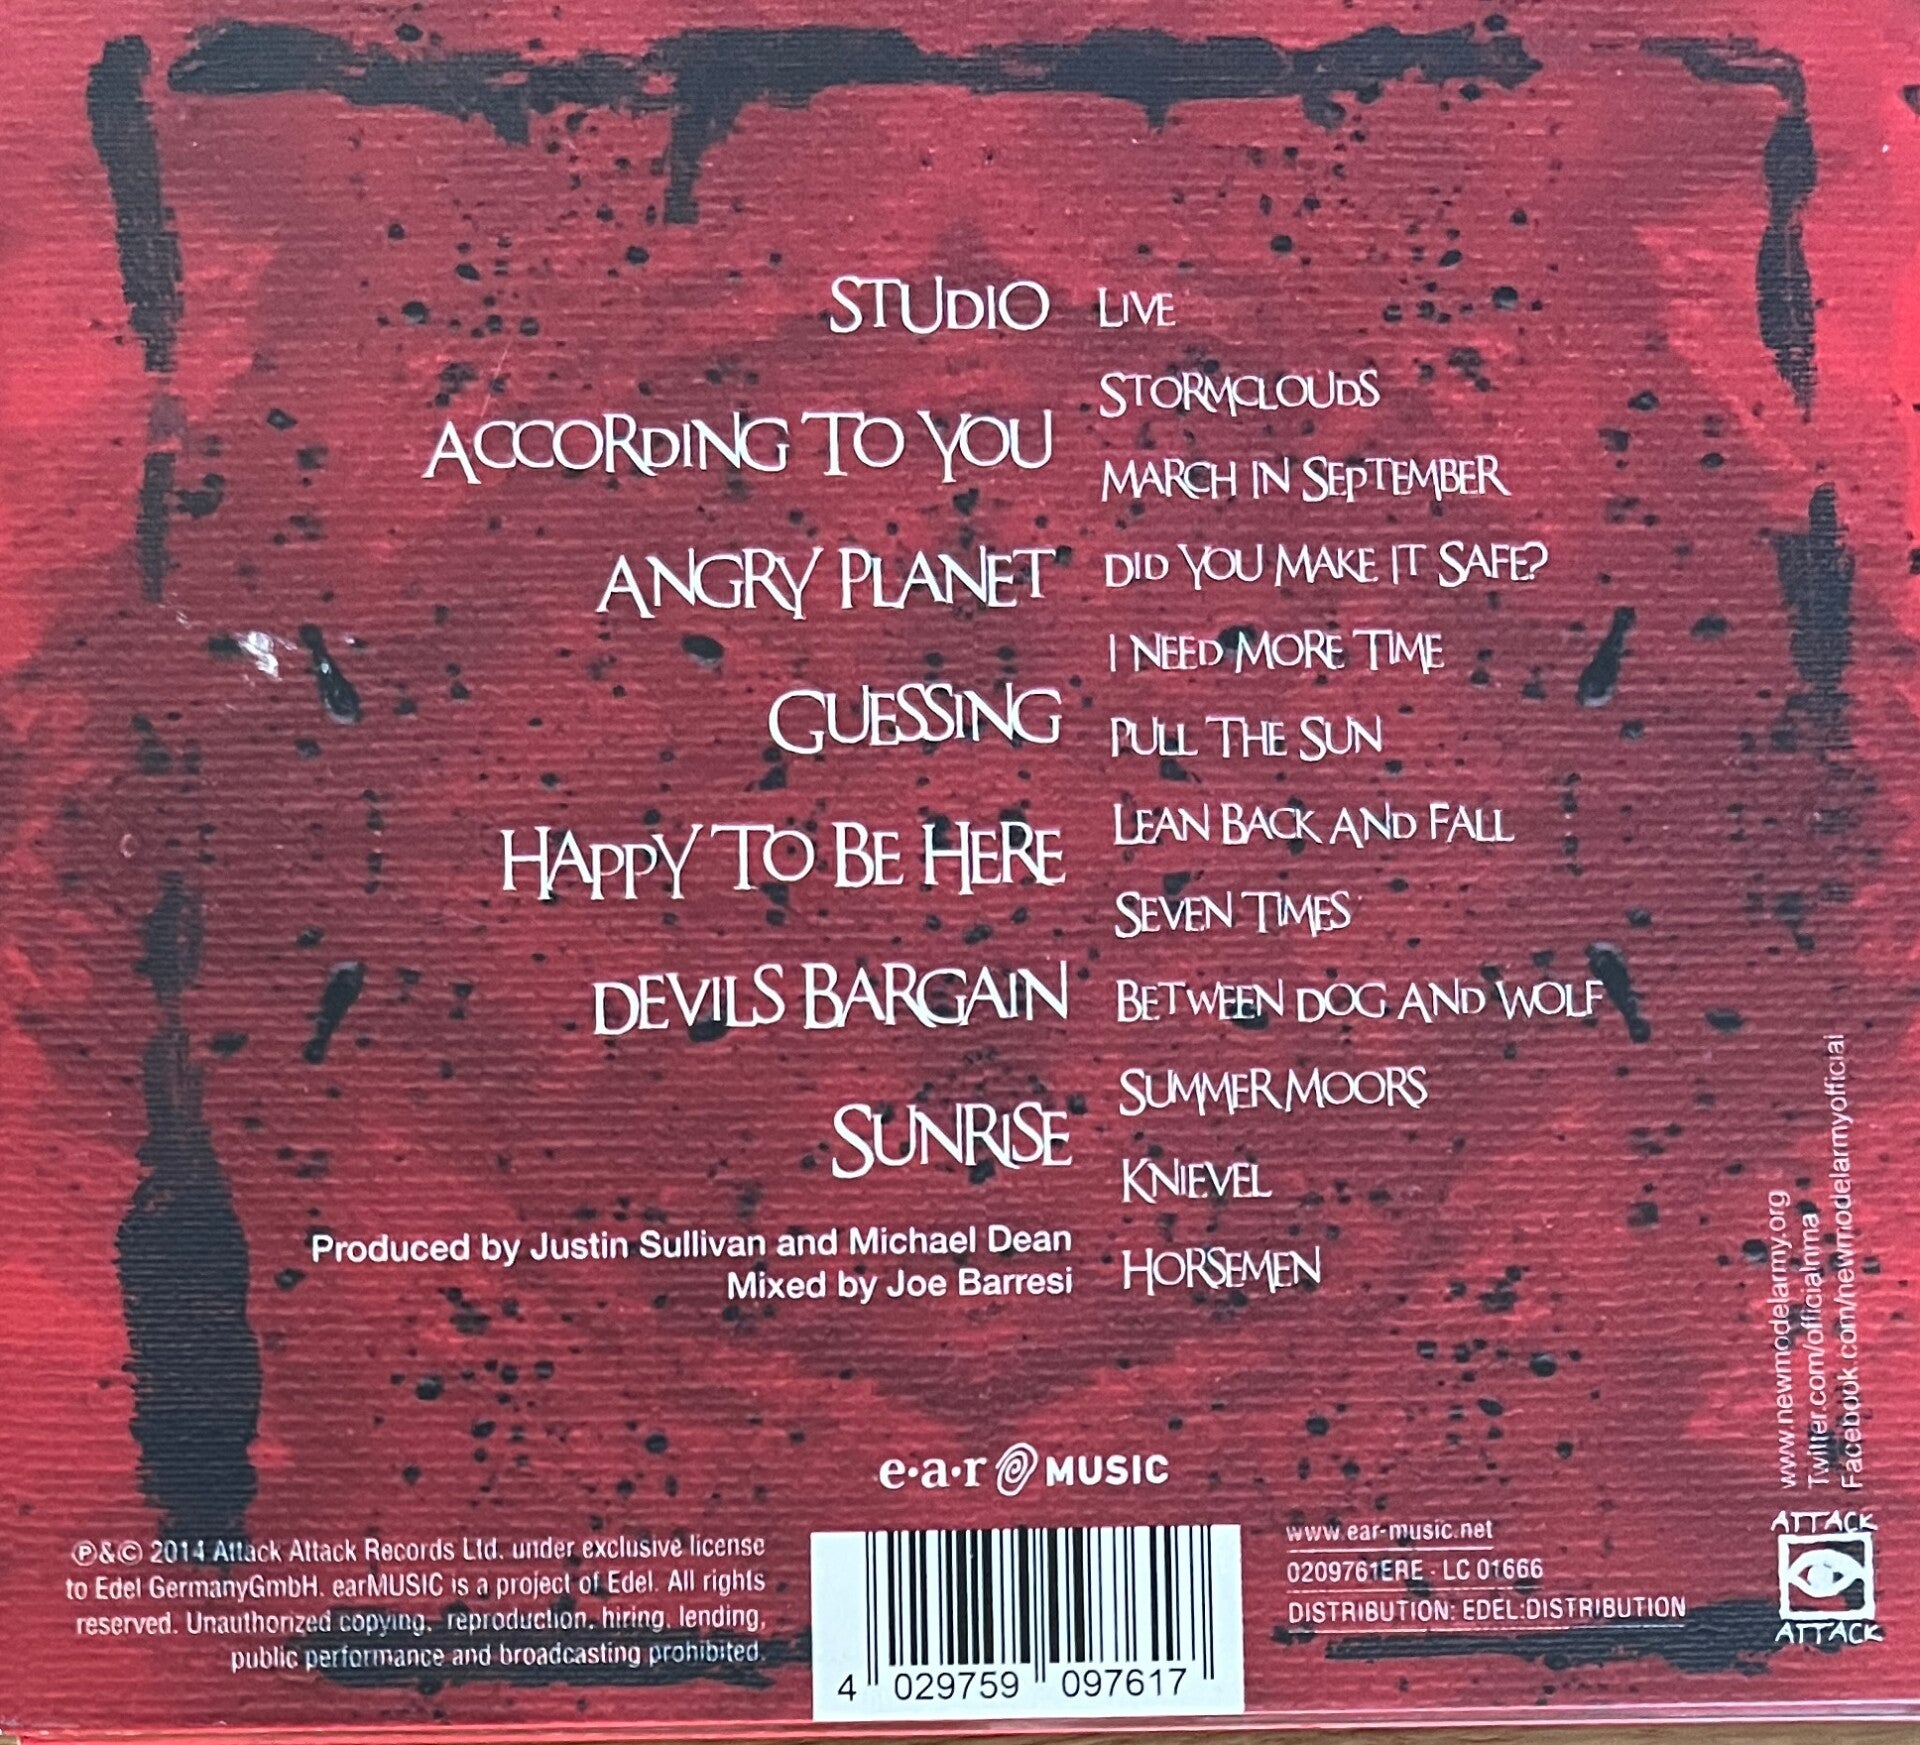 STUDIO
ACCORDING TO YOU
ANGRY PLANET
GUESSING
HAPPY TO BE HERE
DEVILS BARGAIN
SUNRISE
Produced by Justin Sullivan and Michael Dean
Mixed by Joe Barresi
LIVE
STORMCLOUDS
MARCH IN SEPTEMBER
DID YOU MAKE IT SAFE?
I NEED MORE TIME
PULL THE SUN
LEAN BACK AND FALL
SEVEN TIMES
BETWEEN DOG AND WOLF
SUMMER MOORS
KNIEVEL
HORSEMEN
www.newmodelarmy.org
Twitter.com/officialnma
Facebook.com/newmodelarmyofficial
e·a·r MUSIC
℗&© 2014 Attack Attack Records Ltd. under exclusive license
to Edel GermanyGmbH. earMUSIC is a project of Edel. All rights
reserved. Unauthorized copying, reproduction, hiring, lending,
public performance and broadcasting prohibited.
4 029759 097617
www.ear-music.net
0209761ERE - LC 01666
DISTRIBUTION: EDEL:DISTRIBUTION
ATTACK
ATTACK